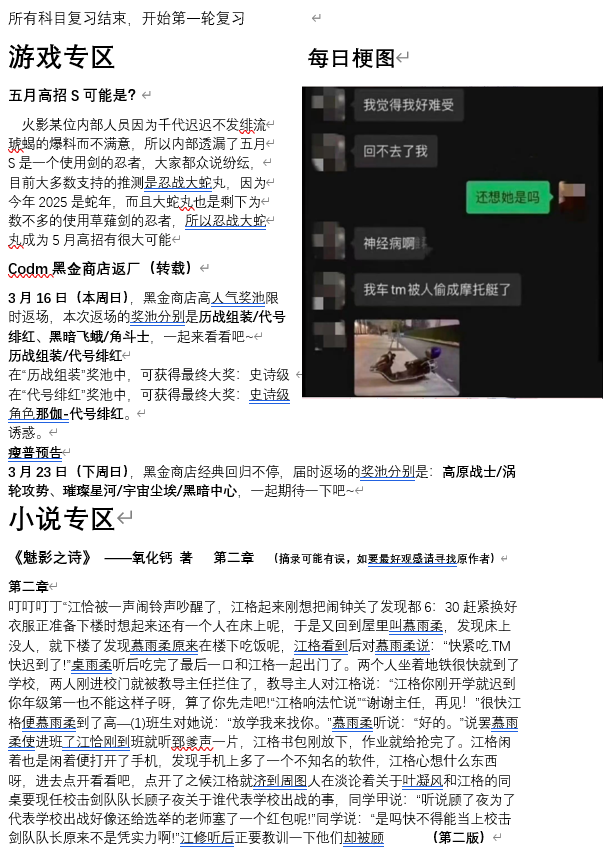 所有科目复习结束，开始第一轮复习
游戏专区
五月高招 S 可能是?
火影某位内部人员因为千代迟迟不发绯流
琥蝎的爆料而不满意，所以内部透漏了五月
S 是一个使用剑的忍者，大家都众说纷纭，
目前大多数支持的推测是忍战大蛇丸，因为
今年 2025 是蛇年，而且大蛇丸也是剩下为
数不多的使用草薙剑的忍者，所以忍战大蛇
丸成为 5 月高招有很大可能
Codm 黑金商店返厂（转载）
3 月 16 日（本周日），黑金商店高人气奖池限
时返场，本次返场的奖池分别是历战组装/代号
绯红、黑暗飞蛾/角斗士，一起来看看吧~
历战组装/代号绯红
在“历战组装”奖池中，可获得最终大奖：史诗级
在“代号绯红”奖池中，可获得最终大奖：史诗级
角色那伽-代号绯红。
诱惑。
瘦普预告
3 月 23 日（下周日），黑金商店经典回归不停，届时返场的奖池分别是：高原战士/涡
轮攻势、璀璨星河/宇宙尘埃/黑暗中心，一起期待一下吧~
每日梗图
我觉得我好难受
回不去了我
还想她是吗
神经病啊
我车tm被人偷成摩托艇了
小说专区
《魅影之诗》 ——氧化钙 著 第二章 （摘录可能有误，如要最好观感请寻找原作者）
第二章
叮叮叮丁“江恰被一声闹铃声吵醒了，江格起来刚想把闹钟关了发现都 6：30 赶紧换好
衣服正准备下楼时想起来还有一个人在床上呢，于是又回到屋里叫慕雨柔，发现床上
没人，就下楼了发现慕雨柔原来在楼下吃饭呢，江格看到后对慕雨柔说：“快紧吃.TM
快迟到了!”桌雨柔听后吃完了最后一口和江格一起出门了。两个人坐着地铁很快就到了
学校，两人刚进校门就被教导主任拦住了，教导主人对江格说：“江格你刚开学就迟到
你年级第一也不能这样子呀，算了你先走吧!“江格响法忙说”“谢谢主任，再见！”很快江
格便慕雨柔到了高—(1)班生对她说：“放学我来找你。”慕雨柔听说：“好的。”说罢慕雨
柔使进班了江恰刚到班就听郅爹声一片，江格书包刚放下，作业就给抢完了。江格闲
着也是闲着便打开了手机，发现手机上多了一个不知名的软件，江格心想什么东西
呀，进去点开看看吧，点开了之候江格就济到周图人在淡论着关于叶凝风和江格的同
桌要现任校击剑队队长顾子夜关于谁代表学校出战的事，同学甲说：“听说顾了夜为了
代表学校出战好像还给选举的老师塞了一个红包呢!”同学说：“是吗快不得能当上校击
剑队队长原来不是凭实力啊!”江修听后正要教训一下他们却被顾 （第二版）